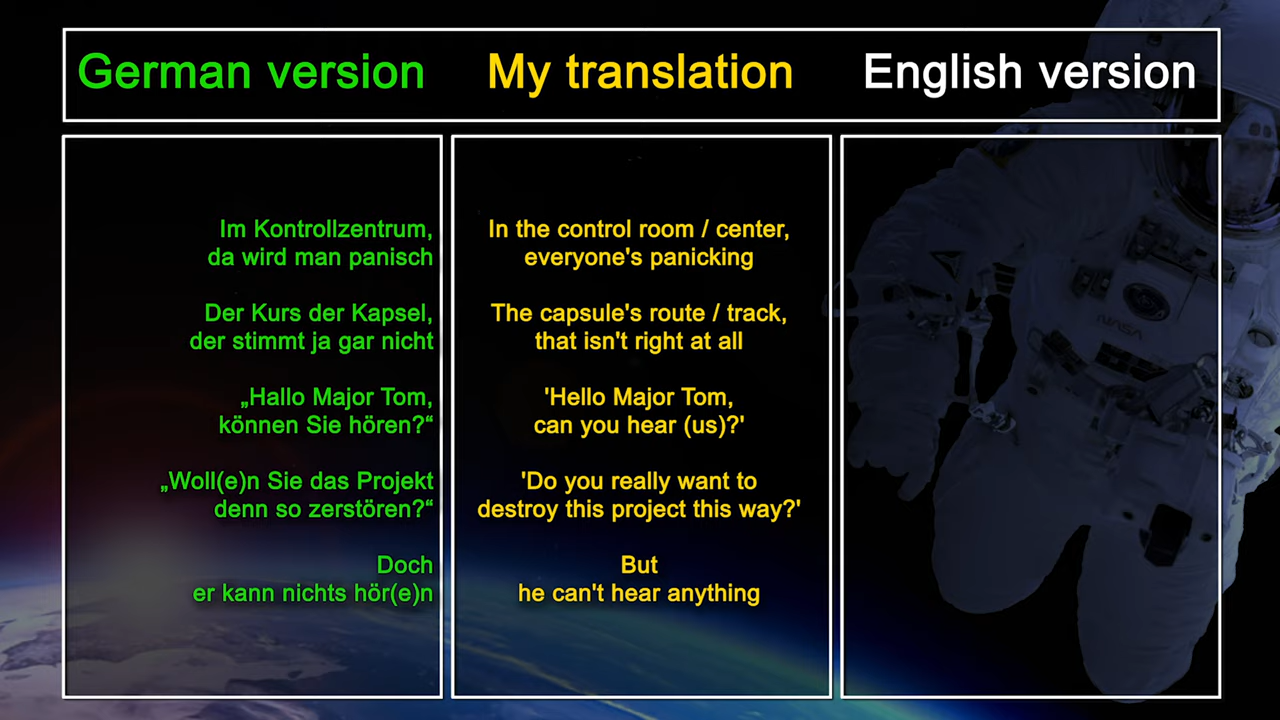 German version
My translation
English version
Im Kontrollzentrum,
da wird man panisch
Der Kurs der Kapsel,
der stimmt ja gar nicht
„Hallo Major Tom,
können Sie hören?“
„Woll(e)n Sie das Projekt
denn so zerstören?“
Doch
er kann nichts hör(e)n
In the control room / center,
everyone's panicking
The capsule's route / track,
that isn't right at all
'Hello Major Tom,
can you hear (us)?'
'Do you really want to
destroy this project this way?'
But
he can't hear anything
NASA